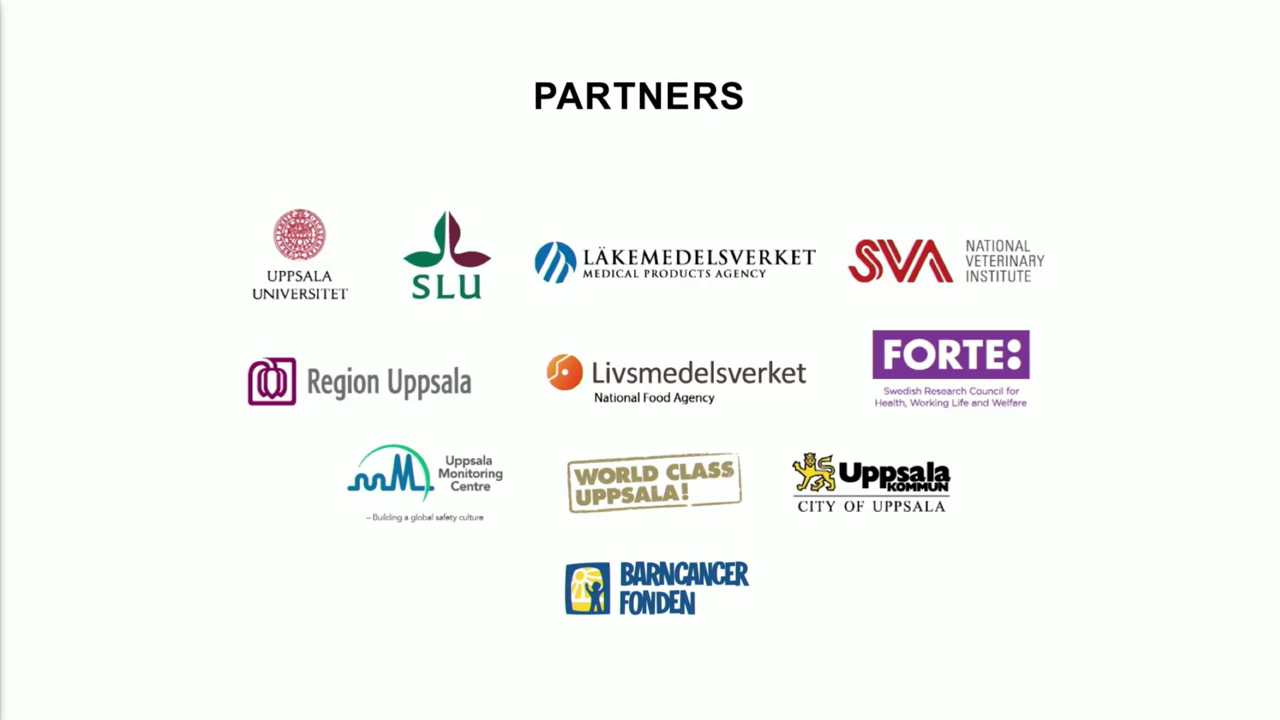 PARTNERS
UPPSALA
UNIVERSITET
SLU
LÄKEMEDELSVERKET
MEDICAL PRODUCTS AGENCY
SVA
NATIONAL
VETERINARY
INSTITUTE
Region Uppsala
Livsmedelsverket
National Food Agency
FORTE:
Swedish Research Council for
Health, Working Life and Welfare
Uppsala
Monitoring
Centre
– Building a global safety culture
WORLD CLASS
UPPSALA!
Uppsala
KOMMUN
CITY OF UPPSALA
BARNCANCER
FONDEN